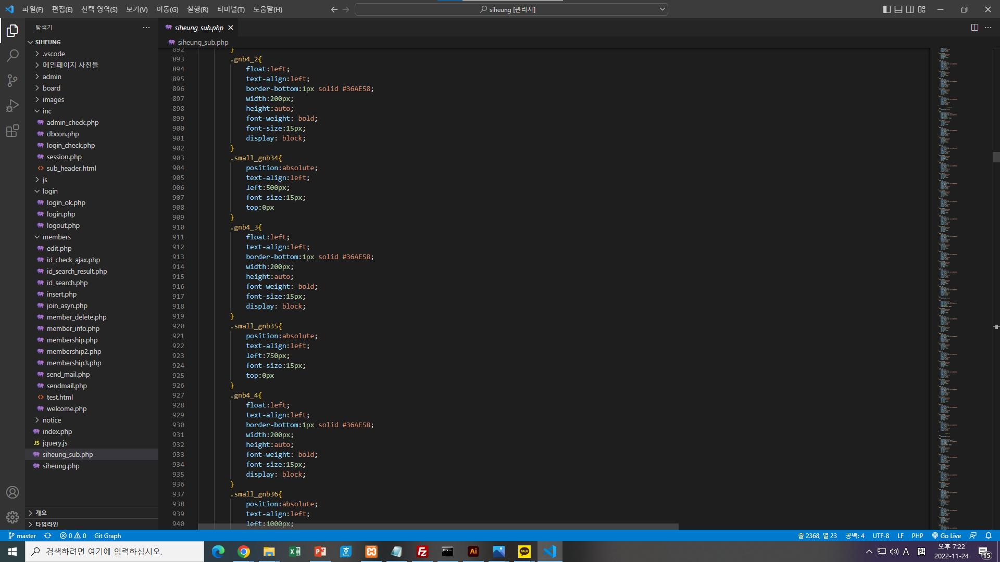 파일(F) 편집(E) 선택 영역(S) 보기(V) 이동(G) 실행(R) 터미널(T) 도움말(H)
siheung [관리자]
탐색기
SIHEUNG
.vscode
메인페이지 사진들
admin
board
images
inc
admin_check.php
dbcon.php
login_check.php
session.php
sub_header.html
js
login
login_ok.php
login.php
logout.php
members
edit.php
id_check_ajax.php
id_search_result.php
id_search.php
insert.php
join_asyn.php
member_delete.php
member_info.php
membership.php
membership2.php
membership3.php
send_mail.php
sendmail.php
test.html
welcome.php
notice
index.php
JS jquery.js
siheung_sub.php
siheung.php
개요
타임라인
siheung_sub.php
siheung_sub.php
892 }
893 .gnb4_2{
894 float:left;
895 text-align:left;
896 border-bottom:1px solid #36AE58;
897 width:200px;
898 height:auto;
899 font-weight: bold;
900 font-size:15px;
901 display: block;
902 }
903 .small_gnb34{
904 position:absolute;
905 text-align:left;
906 left:500px;
907 font-size:15px;
908 top:0px
909 }
910 .gnb4_3{
911 float:left;
912 text-align:left;
913 border-bottom:1px solid #36AE58;
914 width:200px;
915 height:auto;
916 font-weight: bold;
917 font-size:15px;
918 display: block;
919 }
920 .small_gnb35{
921 position:absolute;
922 text-align:left;
923 left:750px;
924 font-size:15px;
925 top:0px
926 }
927 .gnb4_4{
928 float:left;
929 text-align:left;
930 border-bottom:1px solid #36AE58;
931 width:200px;
932 height:auto;
933 font-weight: bold;
934 font-size:15px;
935 display: block;
936 }
937 .small_gnb36{
938 position:absolute;
939 text-align:left;
940 left:1000px;
master 0 0 Git Graph
줄 2368, 열 23 공백: 4 UTF-8 LF PHP Go Live
검색하려면 여기에 입력하십시오.
Ai
TALK
A
오후 7:22
2022-11-24
15